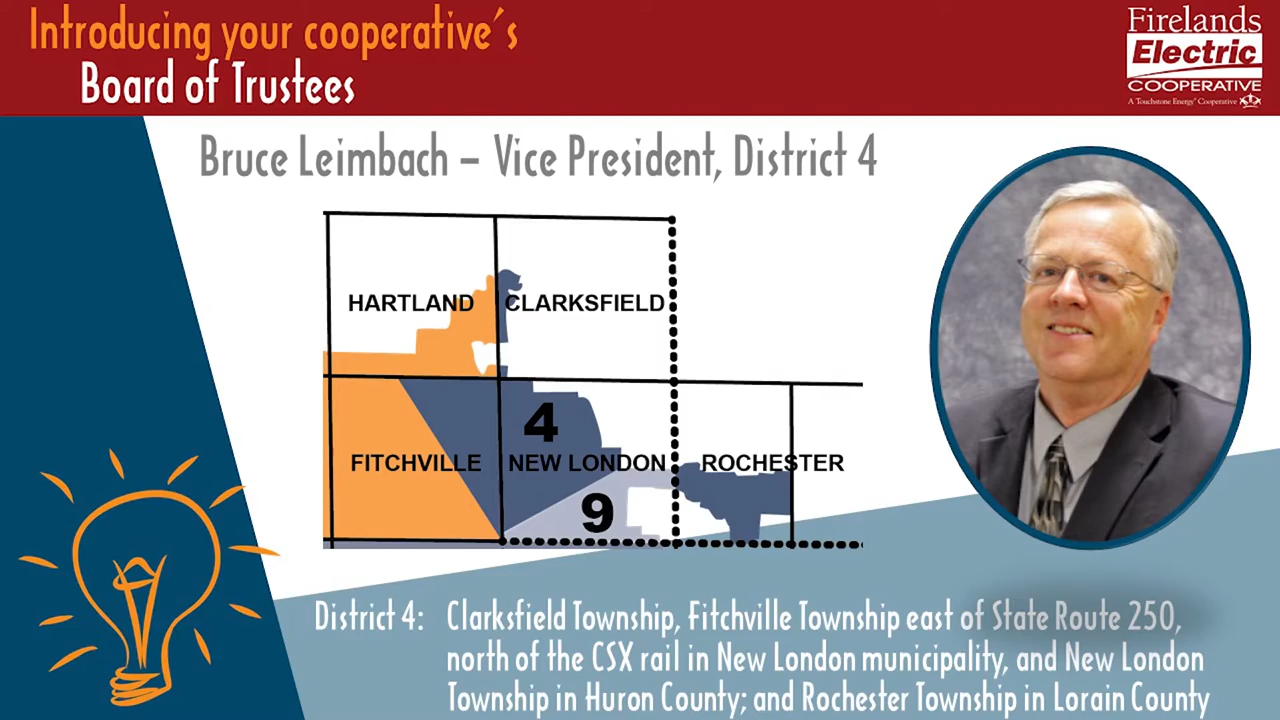 Introducing your cooperative's
Board of Trustees
Firelands
Electric
COOPERATIVE
A Touchstone Energy® Cooperative
Bruce Leimbach – Vice President, District 4
HARTLAND
CLARKSFIELD
4
FITCHVILLE
NEW LONDON
ROCHESTER
9
District 4: Clarksfield Township, Fitchville Township east of State Route 250,
north of the CSX rail in New London municipality, and New London
Township in Huron County; and Rochester Township in Lorain County